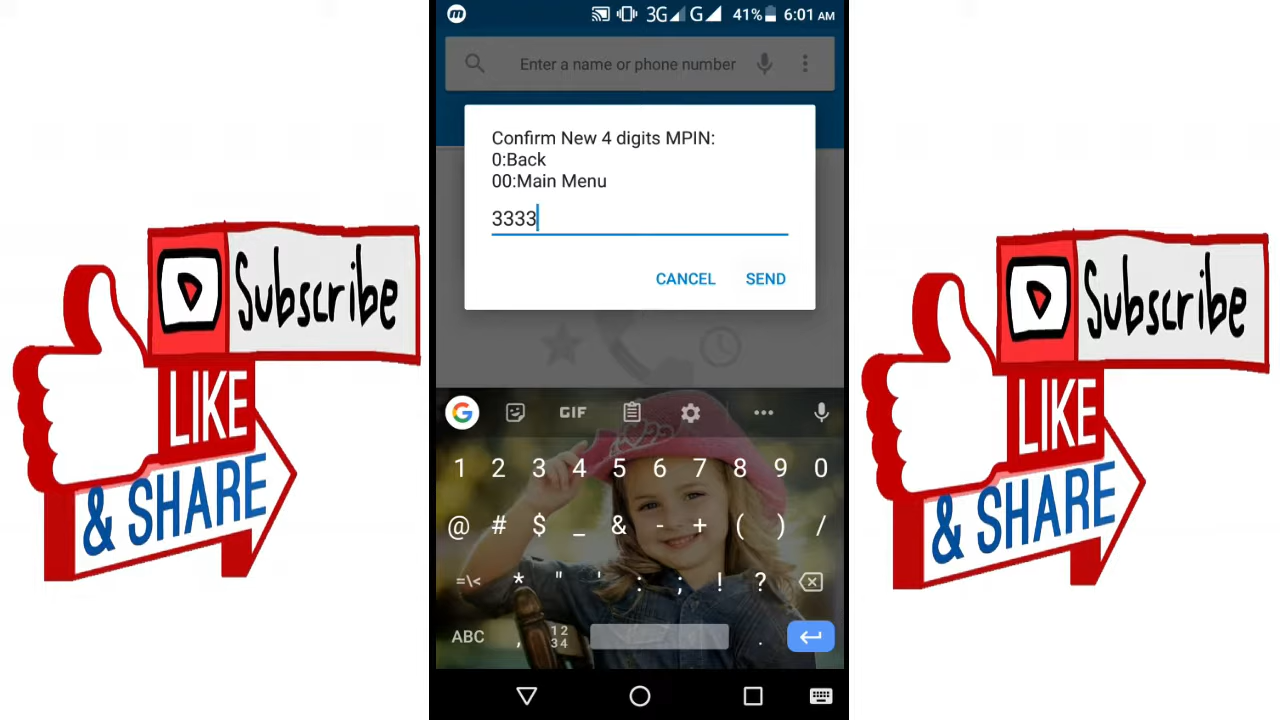 3G G 41% 6:01 AM
Enter a name or phone number
Confirm New 4 digits MPIN:
0:Back
00:Main Menu
3333
CANCEL SEND
Subscribe
LIKE
& SHARE
Subscribe
LIKE
& SHARE
G GIF
1 2 3 4 5 6 7 8 9 0
@ # $ _ & - + ( ) /
=\< * " ' : ; ! ?
ABC , 12 34 .